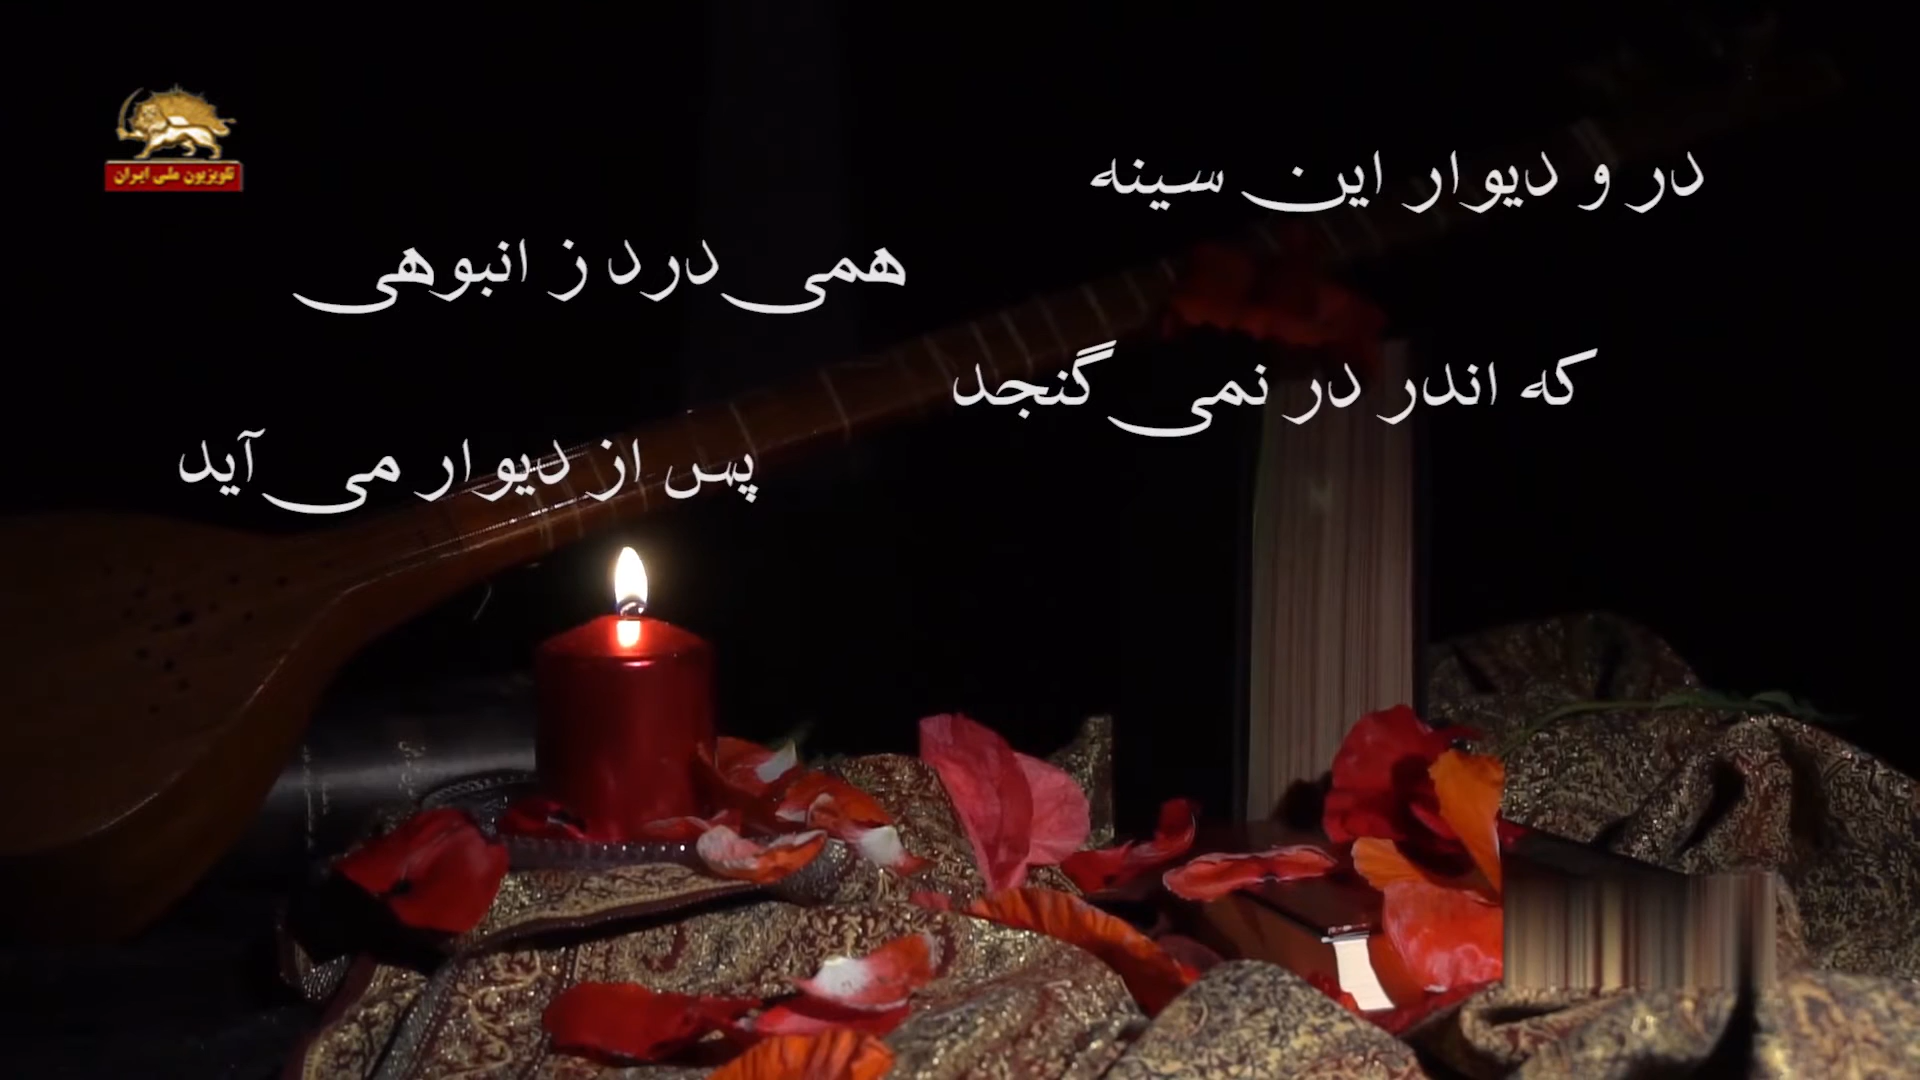 تلویزیون ملی ایران
در و دیوار این سینه
همی‌درد ز انبوهی
که اندر در نمی‌گنجد
پس از دیوار می‌آید